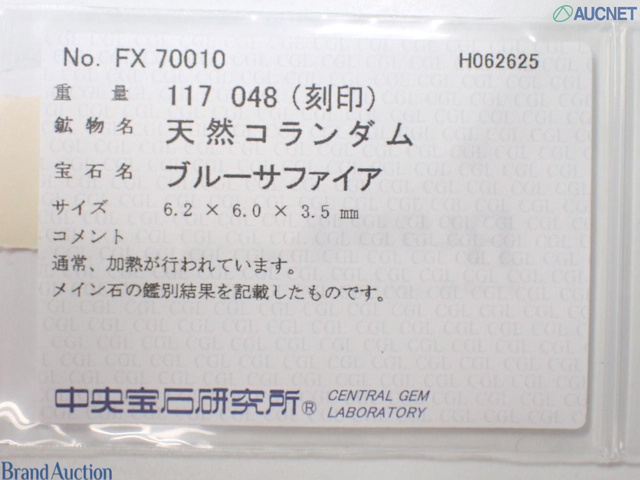 AUCNET
No. FX 70010 H062625
重 量 117 048 (刻印)
鉱物名 天然コランダム
宝石名 ブルーサファイア
サイズ 6.2 × 6.0 × 3.5 mm
コメント
通常、加熱が行われています。
メイン石の鑑別結果を記載したものです。
中央宝石研究所® CENTRAL GEM
LABORATORY
Brand Auction